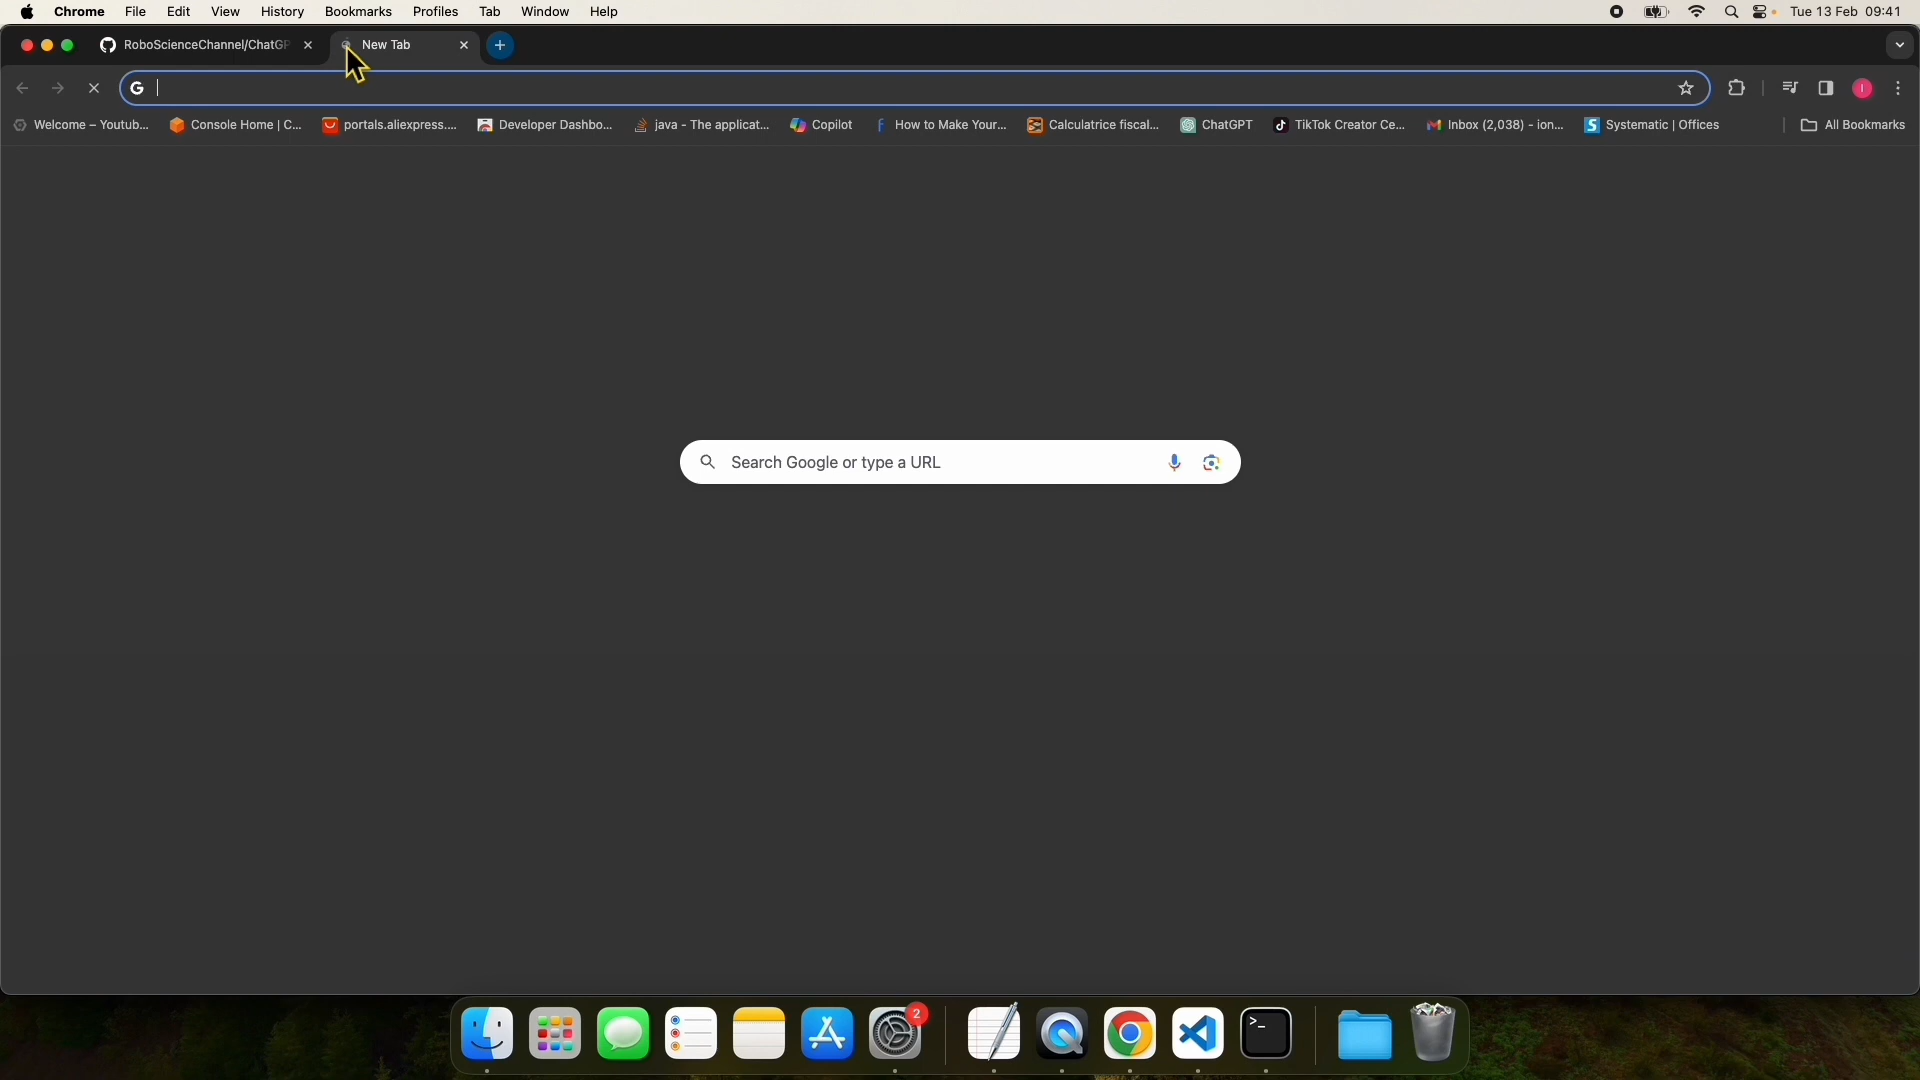 Chrome File Edit View History Bookmarks Profiles Tab Window Help Tue 13 Feb 09:41
RoboScienceChannel/ChatGP New Tab
G
Welcome – Youtub... Console Home | C... portals.aliexpress.... Developer Dashbo... java - The applicat... Copilot How to Make Your... Calculatrice fiscal... ChatGPT TikTok Creator Ce... Inbox (2,038) - ion... Systematic | Offices All Bookmarks
Search Google or type a URL
2